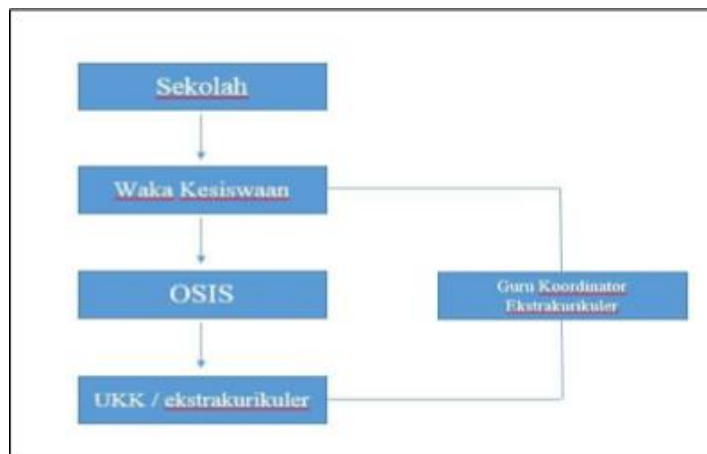 Sekolah
Waka Kesiswaan
OSIS
Guru Koordinator
Ekstrakurikuler
UKK / ekstrakurikuler